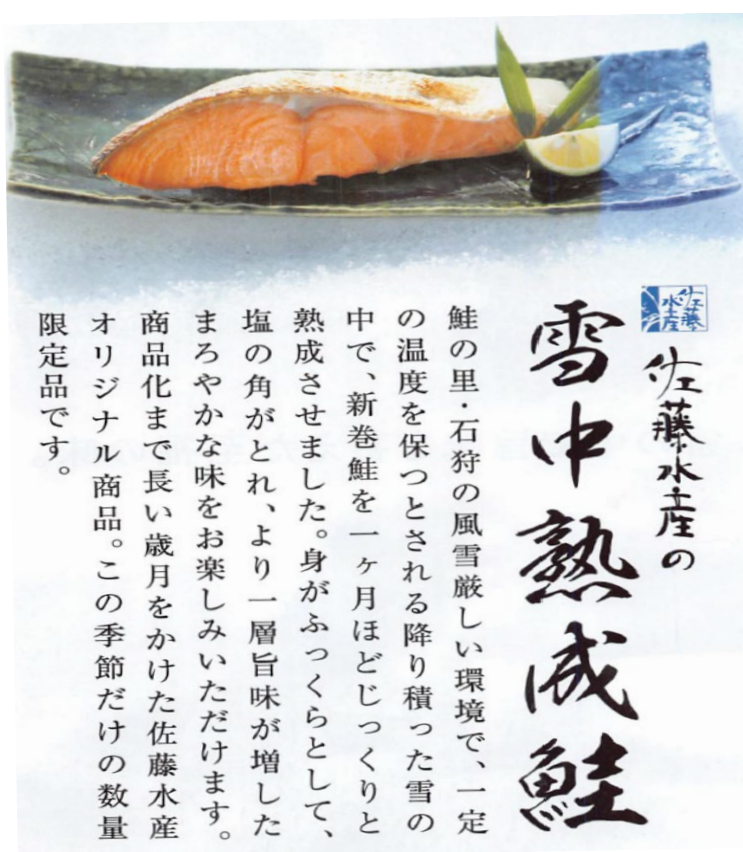 佐藤水産
佐藤水産の
雪中熟成鮭
鮭の里・石狩の風雪厳しい環境で、一定
の温度を保つとされる降り積った雪の
中で、新巻鮭を一ヶ月ほどじっくりと
熟成させました。身がふっくらとして、
塩の角がとれ、より一層旨味が増した
まろやかな味をお楽しみいただけます。
商品化まで長い歳月をかけた佐藤水産
オリジナル商品。この季節だけの数量
限定品です。